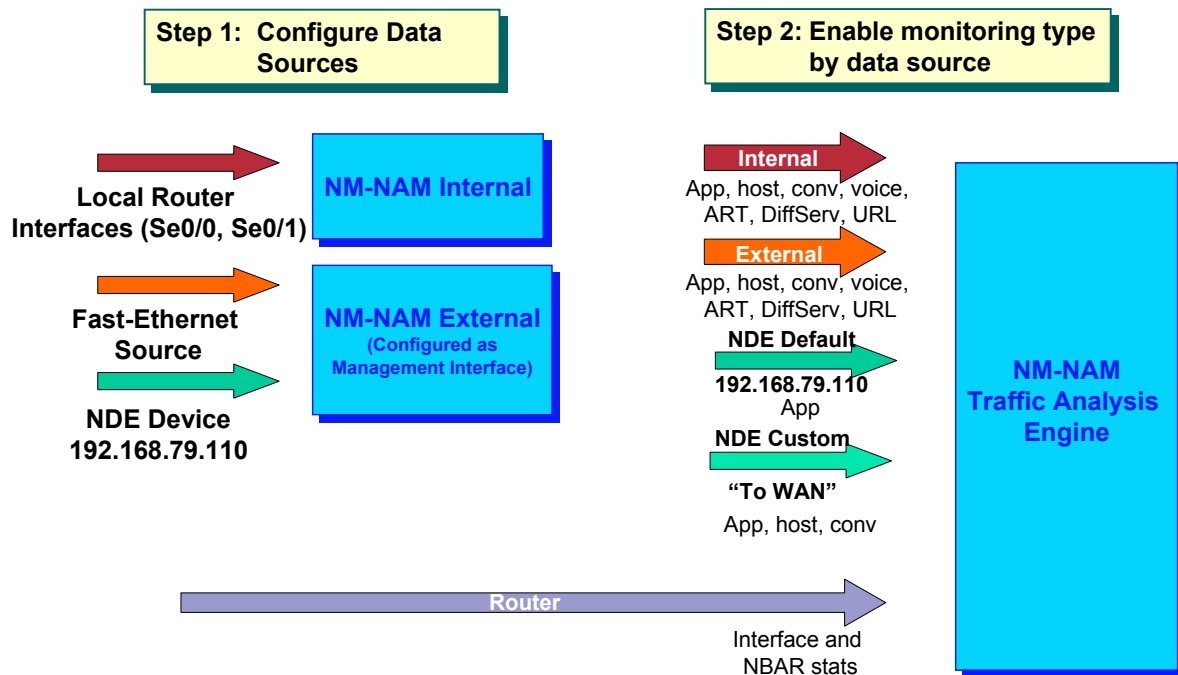 Step 1: Configure Data
Sources
Step 2: Enable monitoring type
by data source
Local Router
Interfaces (Se0/0, Se0/1)
NM-NAM Internal
Fast-Ethernet
Source
NDE Device
192.168.79.110
NM-NAM External
(Configured as
Management Interface)
Internal
App, host, conv, voice,
ART, DiffServ, URL
External
App, host, conv, voice,
ART, DiffServ, URL
NDE Default
192.168.79.110
App
NDE Custom
“To WAN”
App, host, conv
NM-NAM
Traffic Analysis
Engine
Router
Interface and
NBAR stats